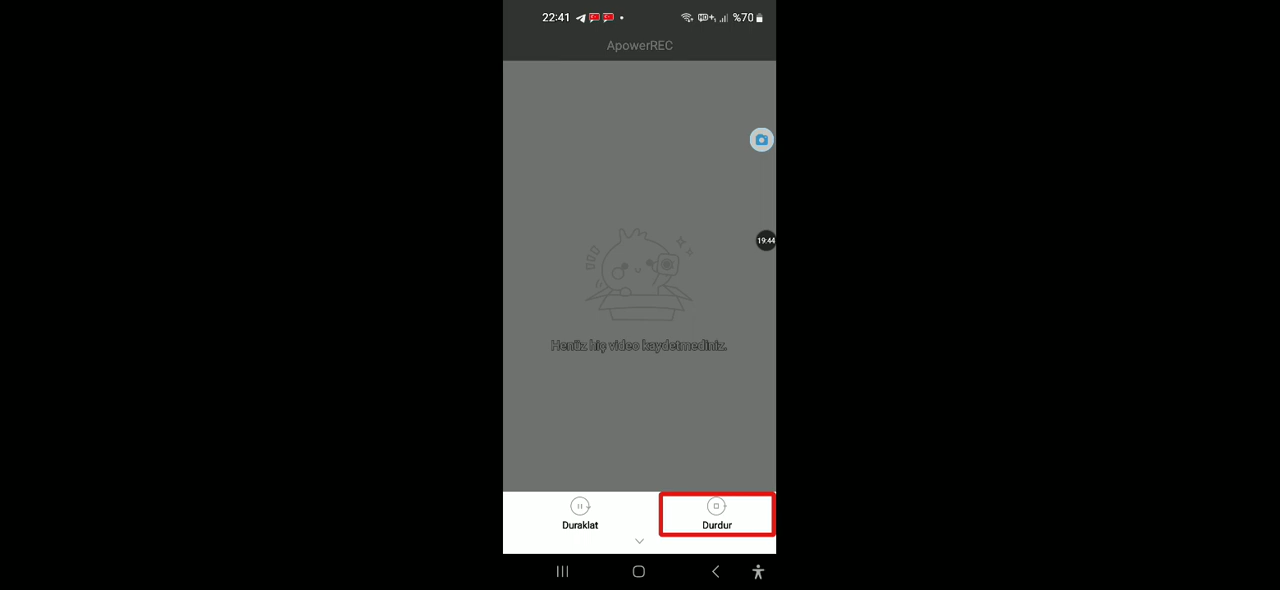 22:41
%70
ApowerREC
19:44
Henüz hiç video kaydetmediniz.
Duraklat
Durdur